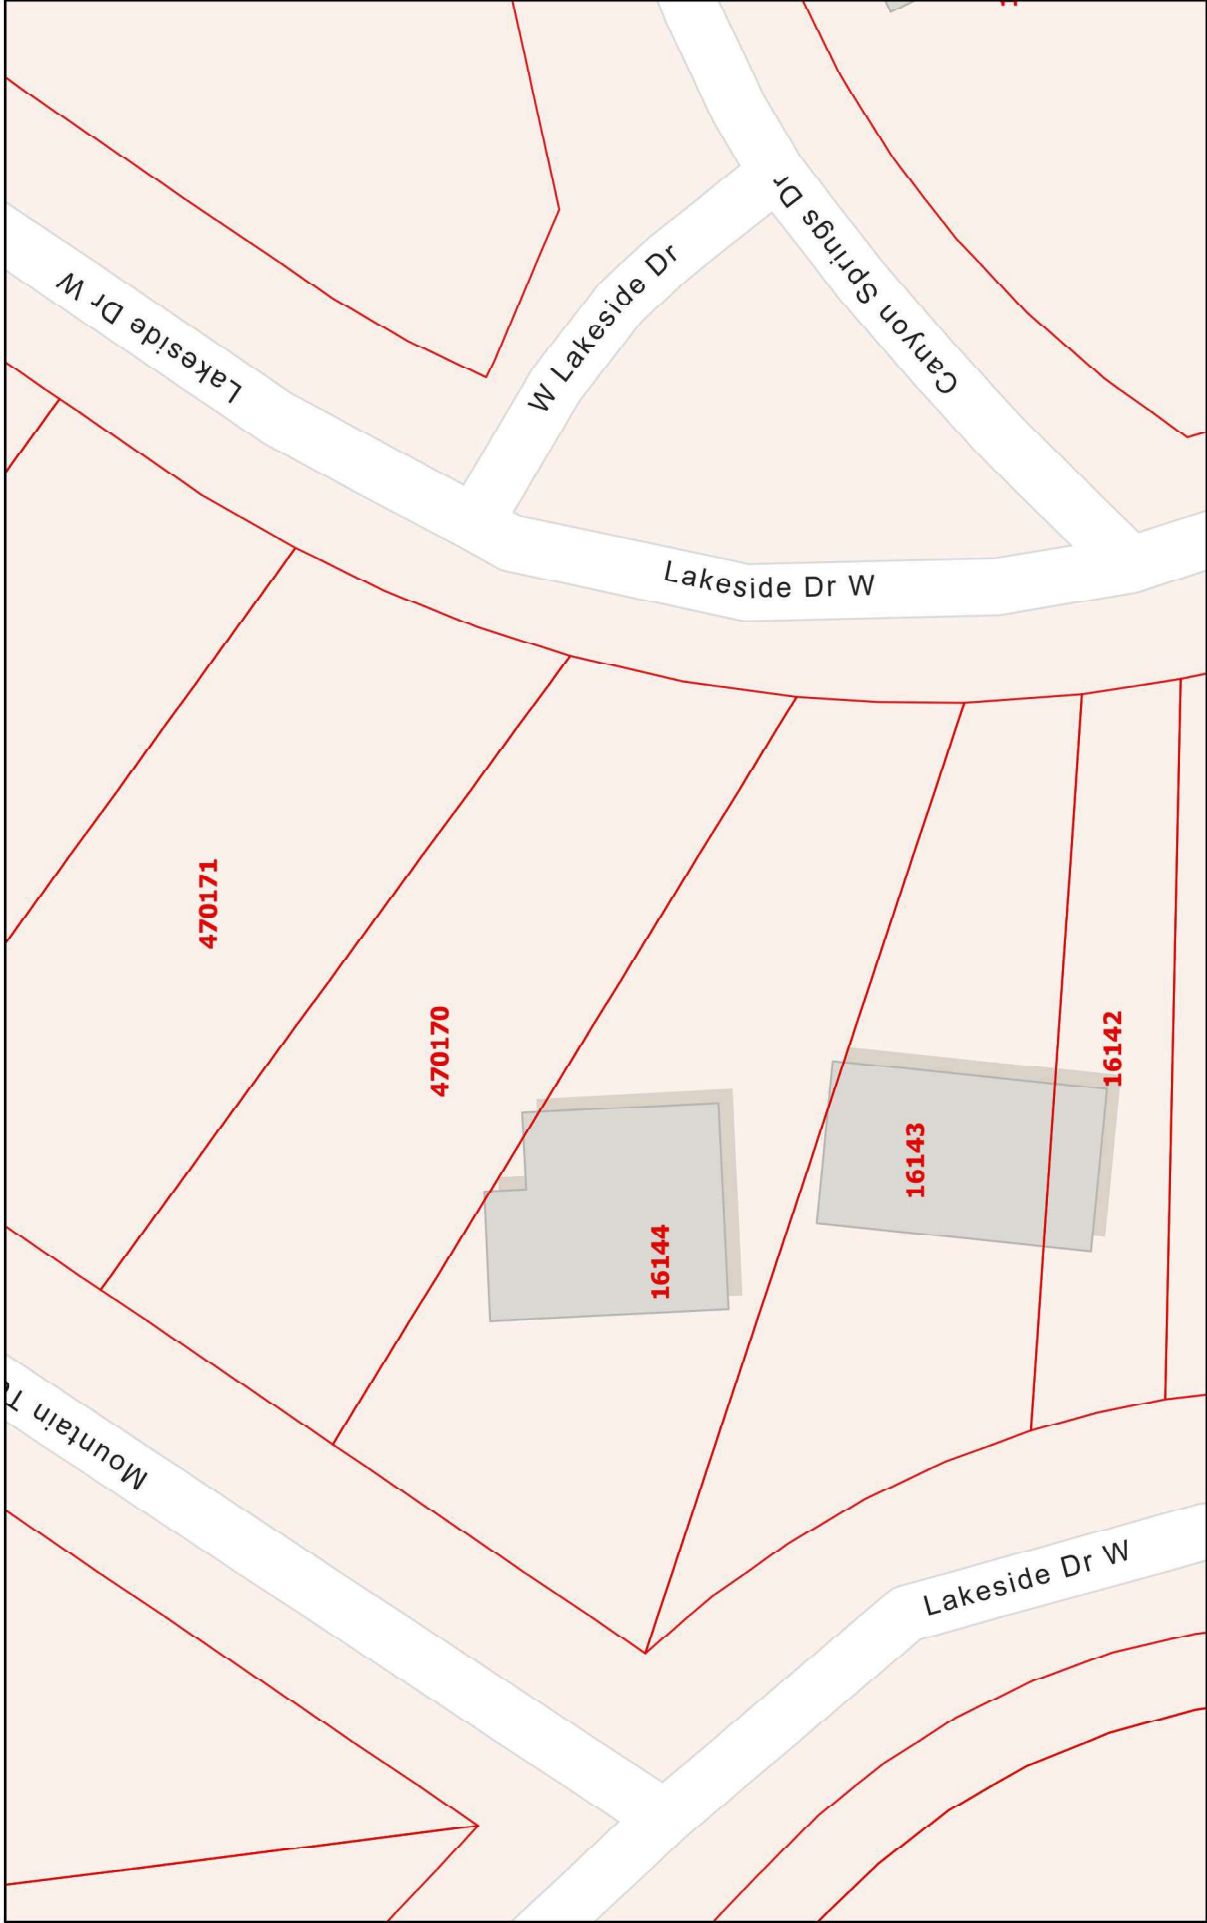 Canyon Springs Dr
W Lakeside Dr
Lakeside Dr W
Lakeside Dr W
470171
470170
16142
16143
16144
Mountain
Lakeside Dr W